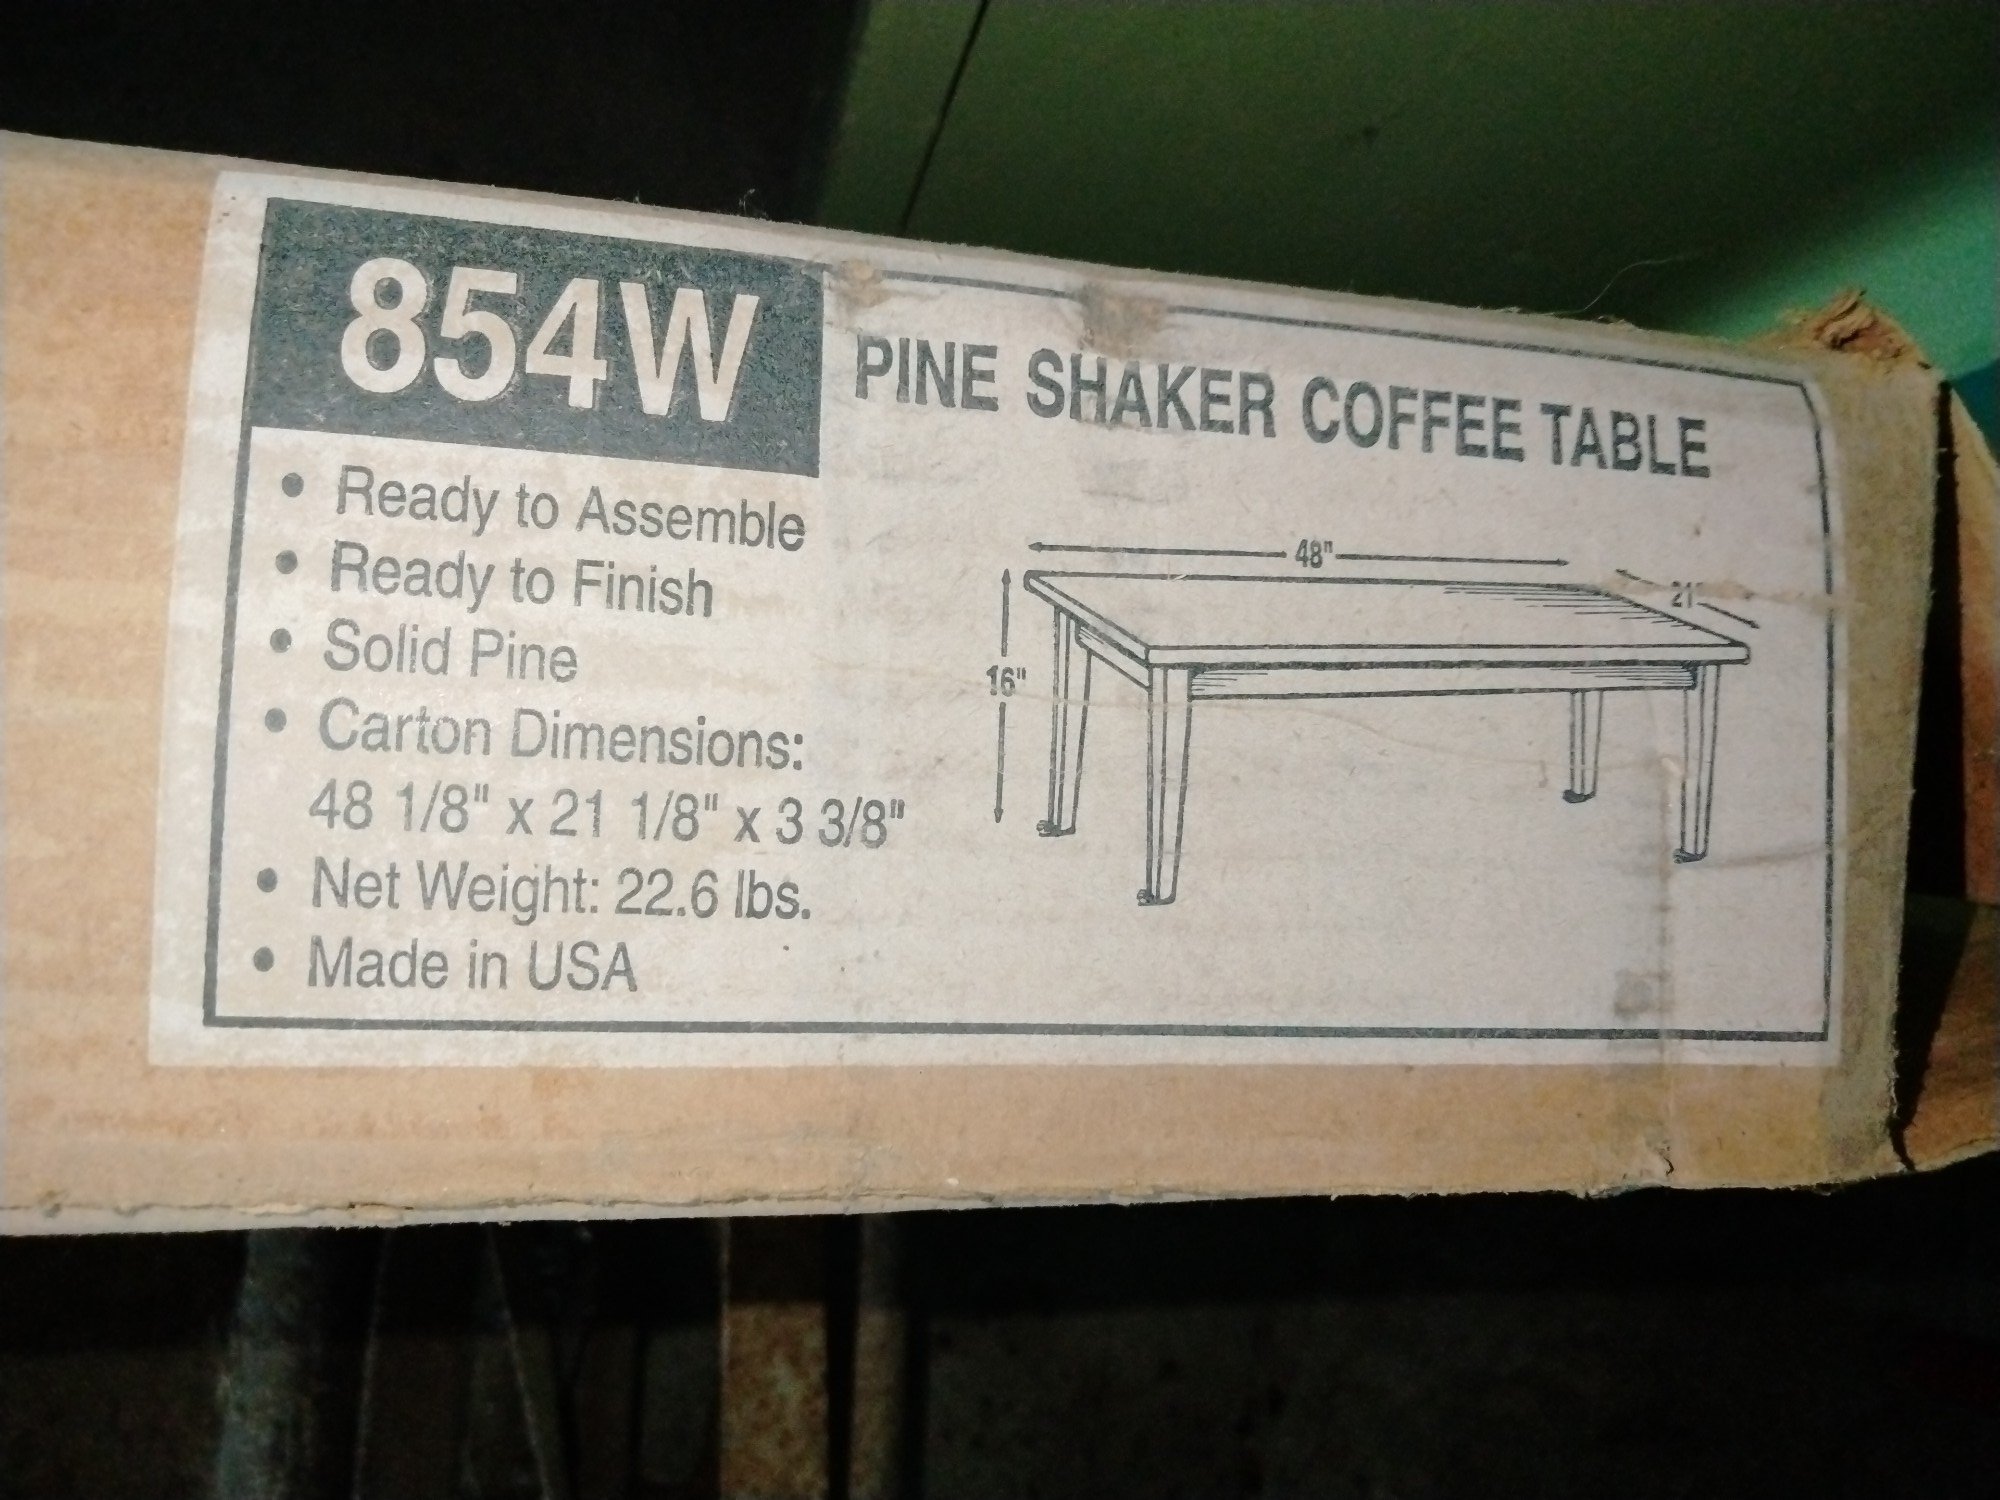 854W
PINE SHAKER COFFEE TABLE
• Ready to Assemble
• Ready to Finish
• Solid Pine
• Carton Dimensions:
48 1/8" x 21 1/8" x 3 3/8"
• Net Weight: 22.6 lbs.
• Made in USA
48"
21"
16"